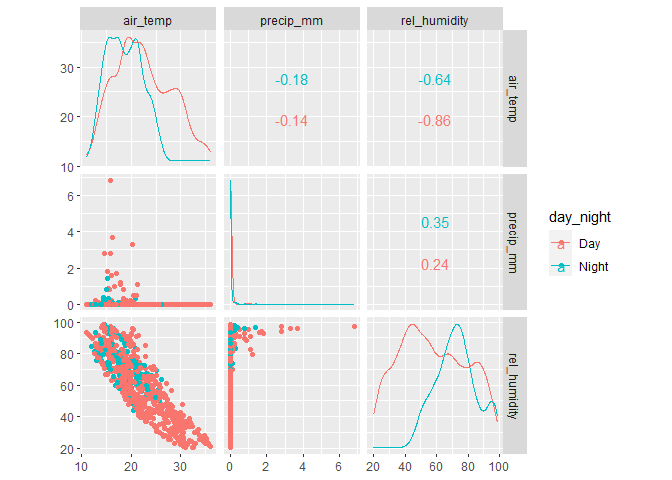 air_temp precip_mm rel_humidity
30
20
10
-0.18
-0.14
-0.64
-0.86
air_temp
6
4
2
0
0.35
0.24
precip_mm
100
80
60
40
20
rel_humidity
10 20 30 0 2 4 6 20 40 60 80 100
day_night
a Day
a Night